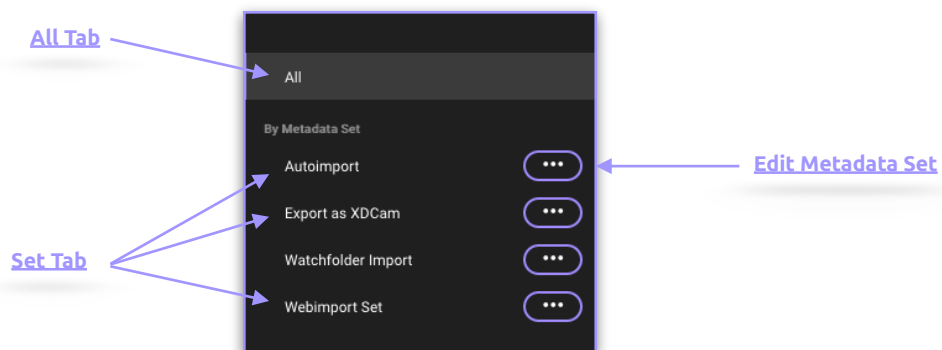 All Tab
All
By Metadata Set
Autoimport
•••
Edit Metadata Set
Export as XDCam
•••
Set Tab
Watchfolder Import
•••
Webimport Set
•••